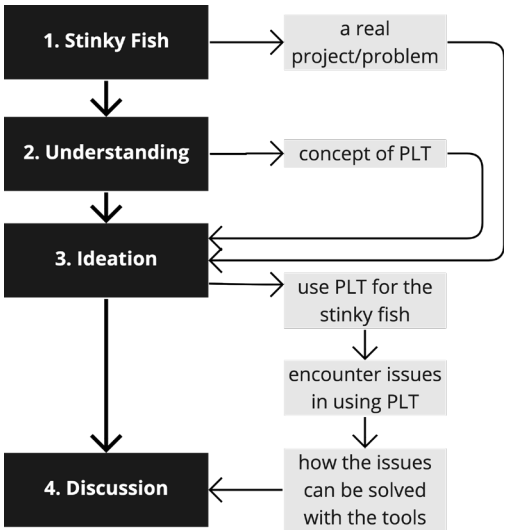 1. Stinky Fish
a real
project/problem
2. Understanding
concept of PLT
3. Ideation
use PLT for the
stinky fish
encounter issues
in using PLT
4. Discussion
how the issues
can be solved
with the tools